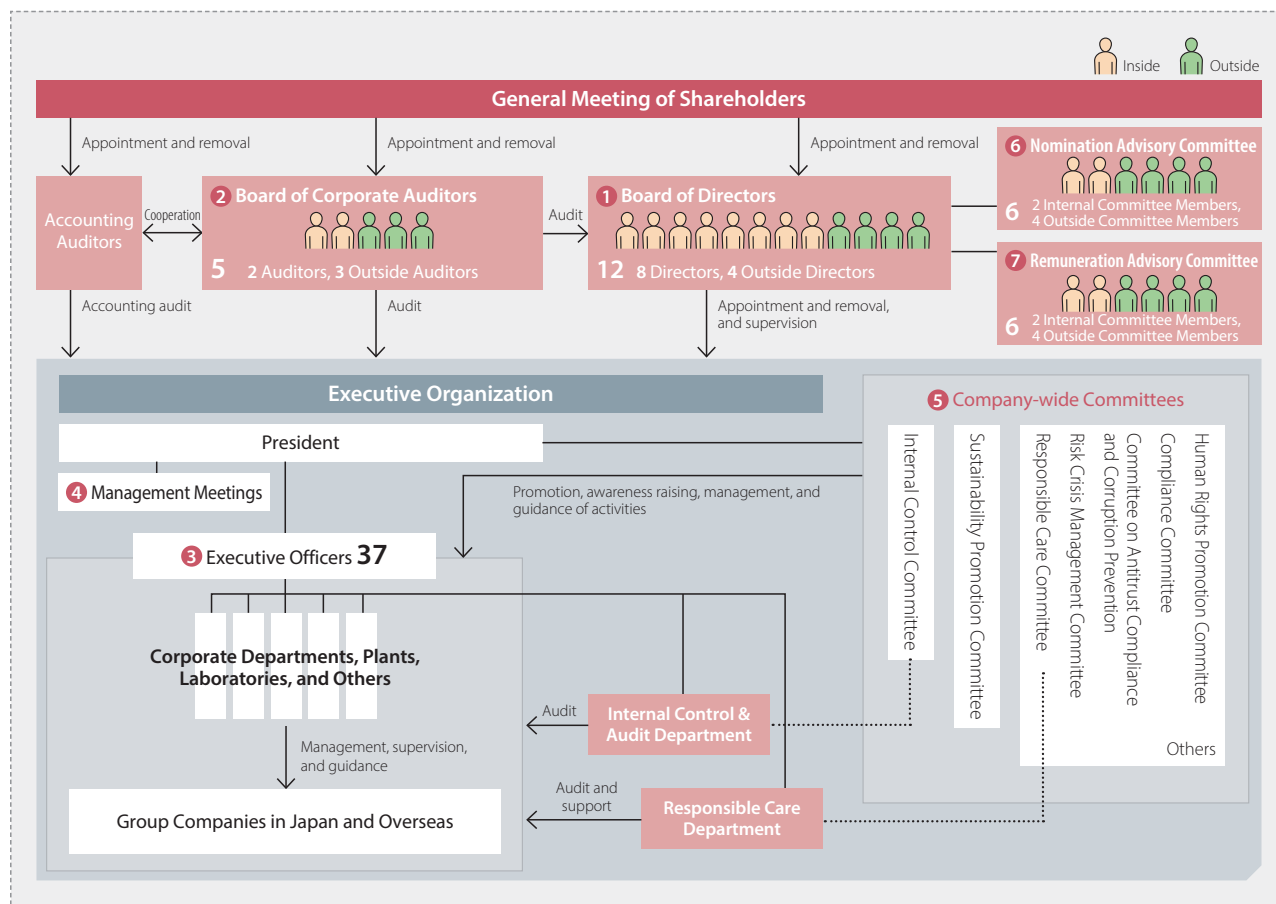 Inside
Outside
General Meeting of Shareholders
Appointment and removal
Appointment and removal
Appointment and removal
Accounting
Auditors
Cooperation
2 Board of Corporate Auditors
5 2 Auditors, 3 Outside Auditors
Audit
1 Board of Directors
12 8 Directors, 4 Outside Directors
6 Nomination Advisory Committee
6 2 Internal Committee Members,
4 Outside Committee Members
7 Remuneration Advisory Committee
6 2 Internal Committee Members,
4 Outside Committee Members
Accounting audit
Audit
Appointment and removal,
and supervision
Executive Organization
President
4 Management Meetings
Promotion, awareness raising, management, and
guidance of activities
3 Executive Officers 37
Corporate Departments, Plants,
Laboratories, and Others
Management, supervision,
and guidance
Group Companies in Japan and Overseas
Audit
Internal Control &
Audit Department
Audit and
support
Responsible Care
Department
5 Company-wide Committees
Internal Control Committee
Sustainability Promotion Committee
Responsible Care Committee
Risk Crisis Management Committee
Committee on Antitrust Compliance
and Corruption Prevention
Compliance Committee
Human Rights Promotion Committee
Others